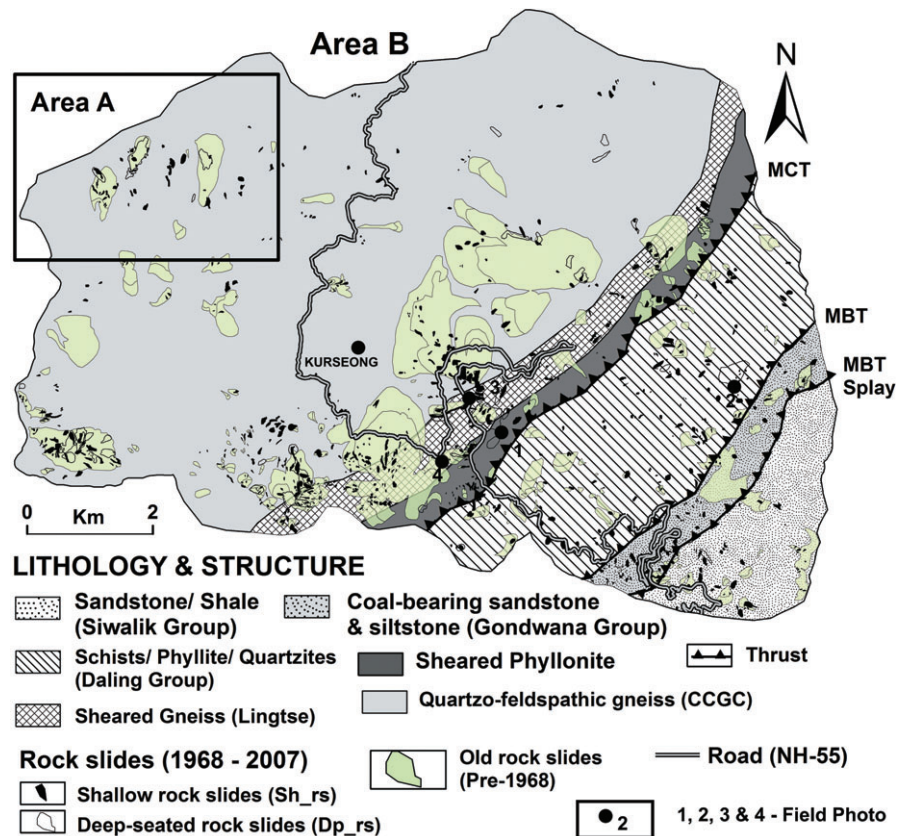 Area B
N
Area A
MCT
MBT
KURSEONG
MBT
Splay
3
2
1
4
0 2
Km
LITHOLOGY & STRUCTURE
Sandstone/ Shale
(Siwalik Group)
Coal-bearing sandstone
& siltstone (Gondwana Group)
Schists/ Phyllite/ Quartzites
(Daling Group)
Sheared Phyllonite
Thrust
Sheared Gneiss (Lingtse)
Quartzo-feldspathic gneiss (CCGC)
Rock slides (1968 - 2007)
Shallow rock slides (Sh_rs)
Deep-seated rock slides (Dp_rs)
Old rock slides
(Pre-1968)
Road (NH-55)
2
1, 2, 3 & 4 - Field Photo